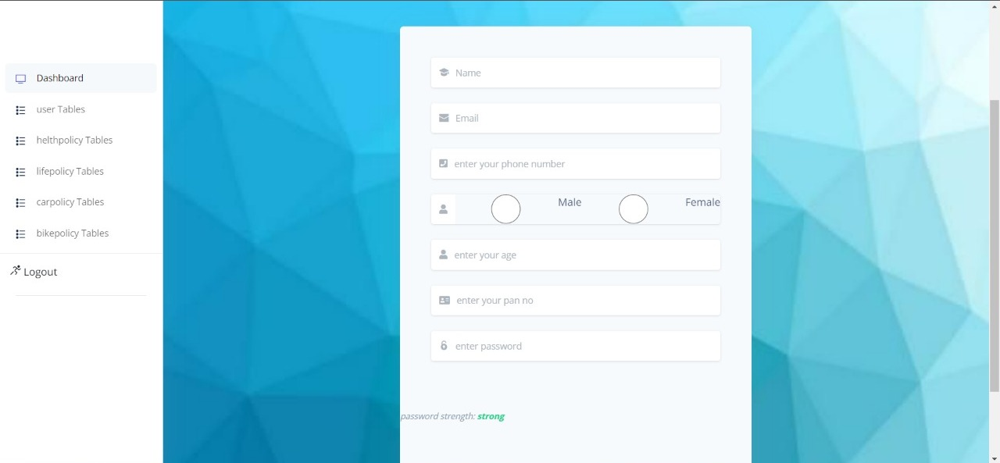 Dashboard
user Tables
helthpolicy Tables
lifepolicy Tables
carpolicy Tables
bikepolicy Tables
Logout
Name
Email
enter your phone number
Male Female
enter your age
enter your pan no
enter password
password strength: strong